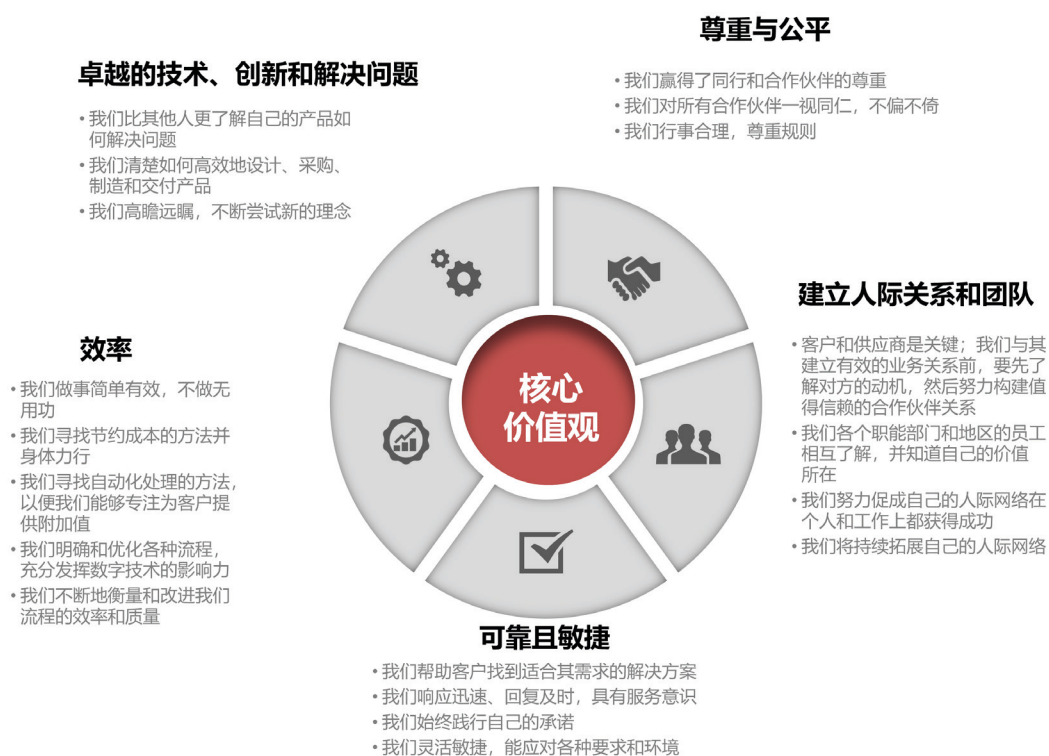 尊重与公平
• 我们赢得了同行和合作伙伴的尊重
• 我们对所有合作伙伴一视同仁，不偏不倚
• 我们行事合理，尊重规则
卓越的技术、创新和解决问题
• 我们比其他人更了解自己的产品如
何解决问题
• 我们清楚如何高效地设计、采购、
制造和交付产品
• 我们高瞻远瞩，不断尝试新的理念
建立人际关系和团队
• 客户和供应商是关键；我们与其
建立有效的业务关系前，要先了
解对方的动机，然后努力构建值
得信赖的合作伙伴关系
• 我们各个职能部门和地区的员工
相互了解，并知道自己的价值
所在
• 我们努力促成自己的人际网络在
个人和工作上都获得成功
• 我们将持续拓展自己的人际网络
效率
• 我们做事简单有效，不做无
用功
• 我们寻找节约成本的方法并
身体力行
• 我们寻找自动化处理的方法，
以便我们能够专注为客户提
供附加值
• 我们明确和优化各种流程，
充分发挥数字技术的影响力
• 我们不断地衡量和改进我们
流程的效率和质量
核心
价值观
可靠且敏捷
• 我们帮助客户找到适合其需求的解决方案
• 我们响应迅速、回复及时，具有服务意识
• 我们始终践行自己的承诺
• 我们灵活敏捷，能应对各种要求和环境